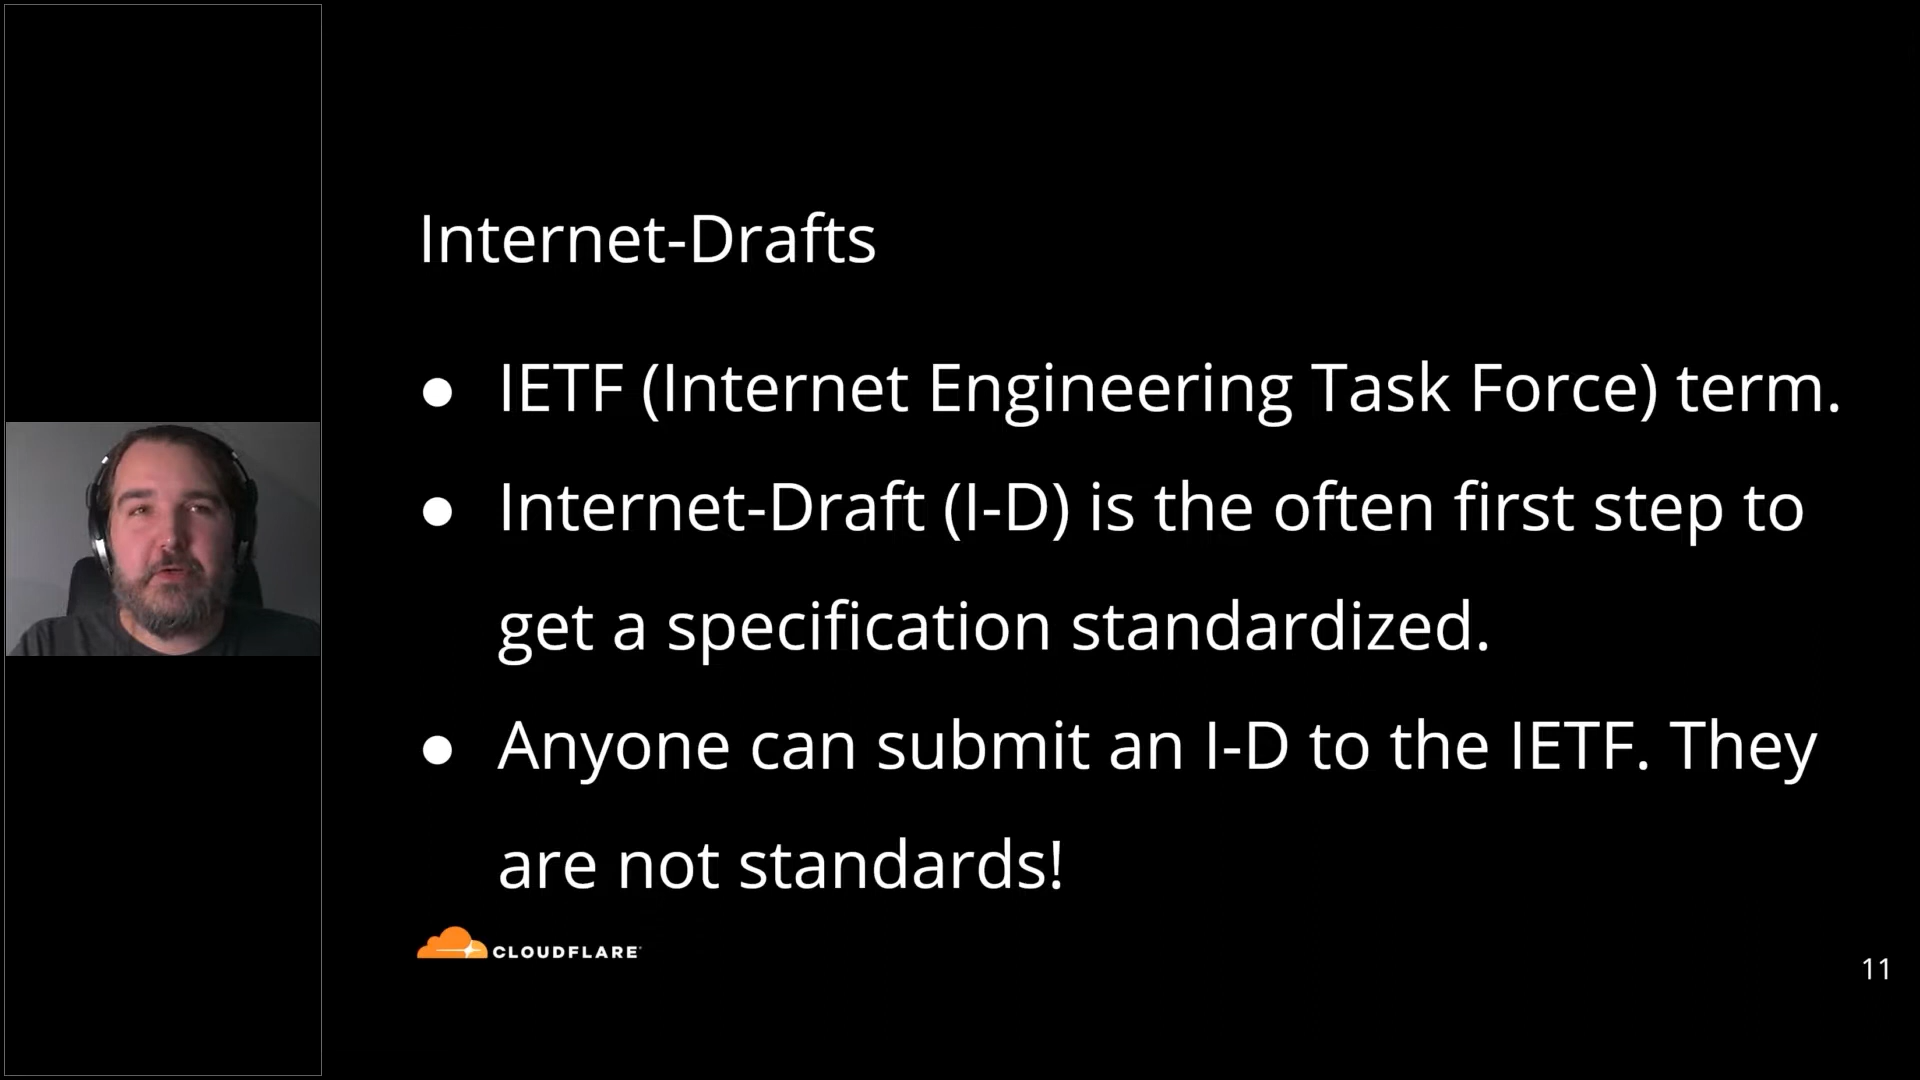 Internet-Drafts
● IETF (Internet Engineering Task Force) term.
● Internet-Draft (I-D) is the often first step to
get a specification standardized.
● Anyone can submit an I-D to the IETF. They
are not standards!
CLOUDFLARE
11